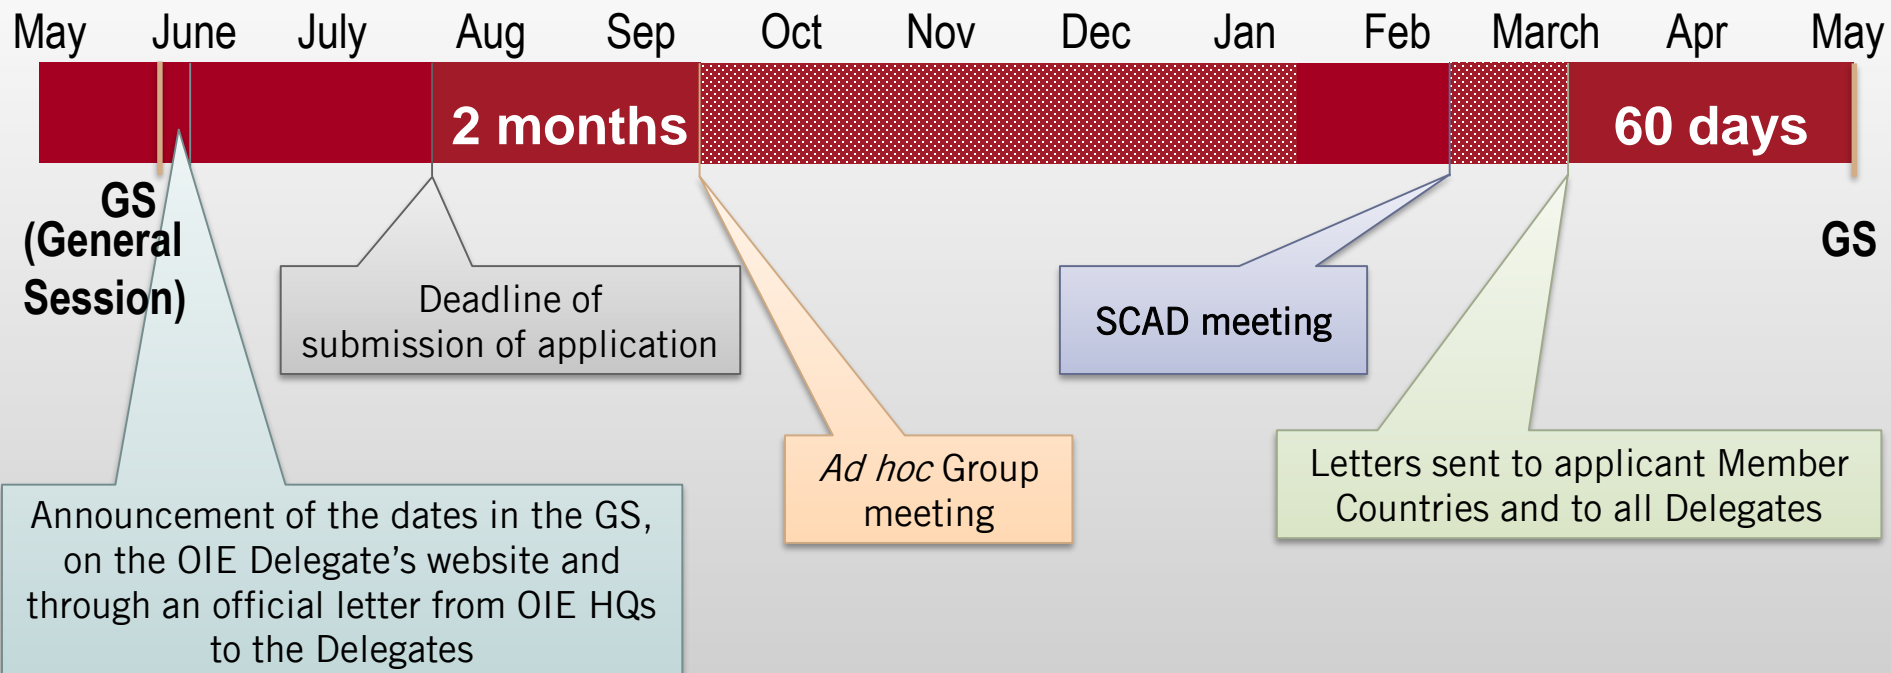 May June July Aug Sep Oct Nov Dec Jan Feb March Apr May
2 months
60 days
GS
(General
Session)
GS
Deadline of
submission of application
SCAD meeting
Ad hoc Group
meeting
Letters sent to applicant Member
Countries and to all Delegates
Announcement of the dates in the GS,
on the OIE Delegate’s website and
through an official letter from OIE HQs
to the Delegates